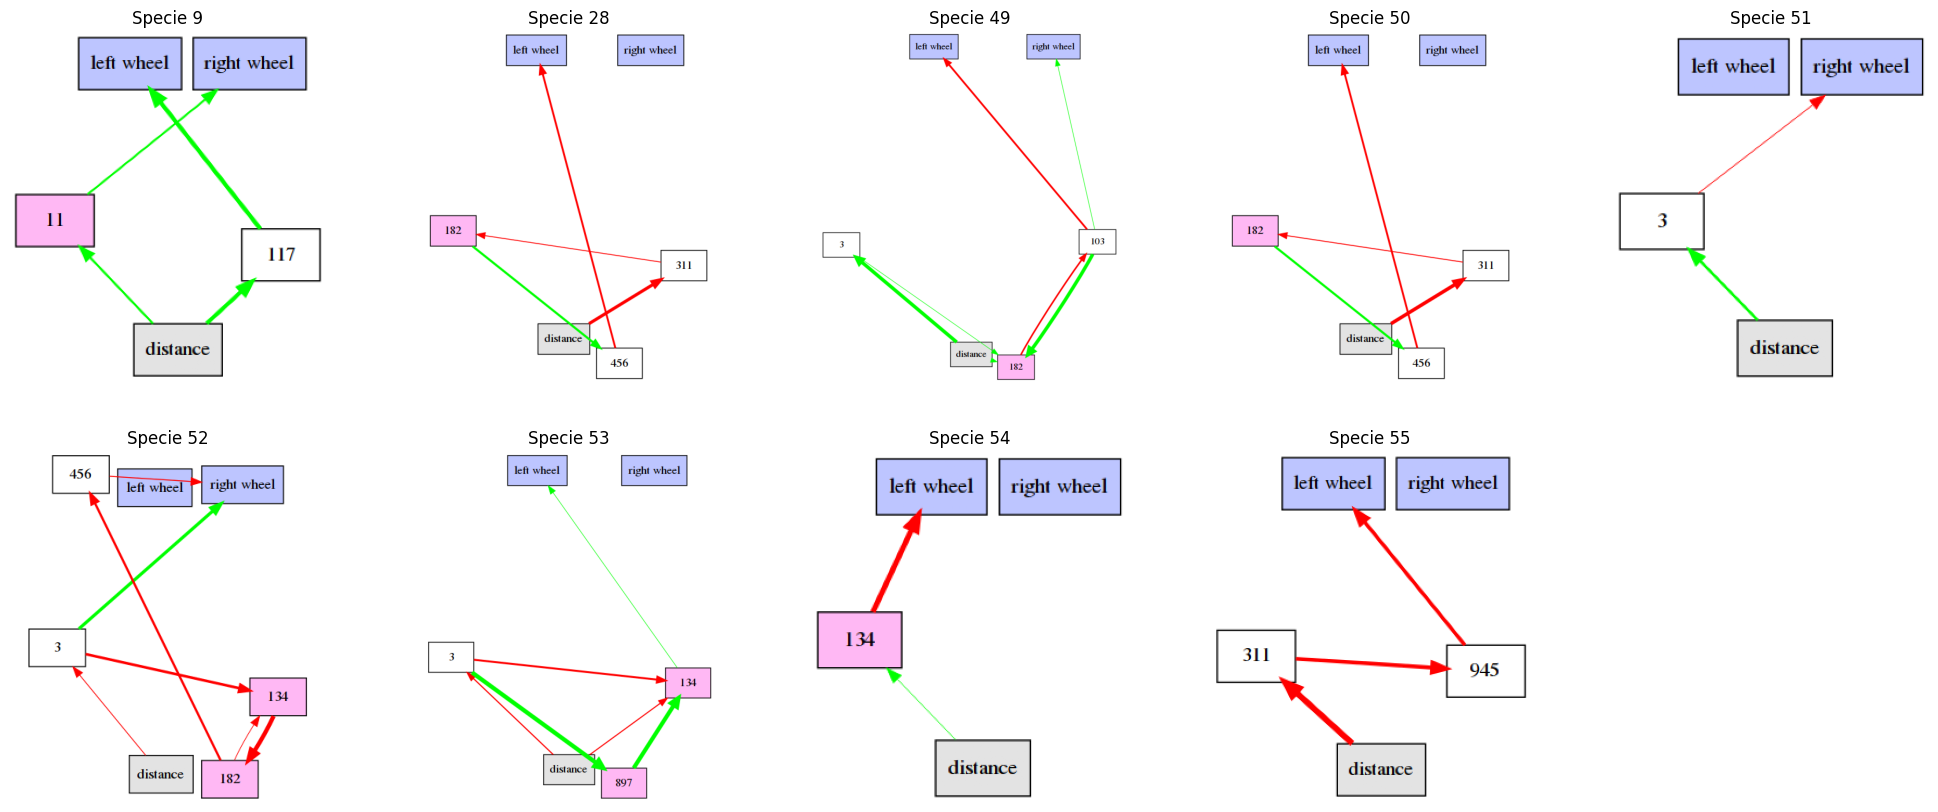 Specie 9
left wheel
right wheel
11
117
distance
Specie 28
left wheel
right wheel
182
311
distance
456
Specie 49
left wheel
right wheel
3
103
distance
182
Specie 50
left wheel
right wheel
182
311
distance
456
Specie 51
left wheel
right wheel
3
distance
Specie 52
456
left wheel
right wheel
3
134
distance
182
Specie 53
left wheel
right wheel
3
134
distance
897
Specie 54
left wheel
right wheel
134
distance
Specie 55
left wheel
right wheel
311
945
distance